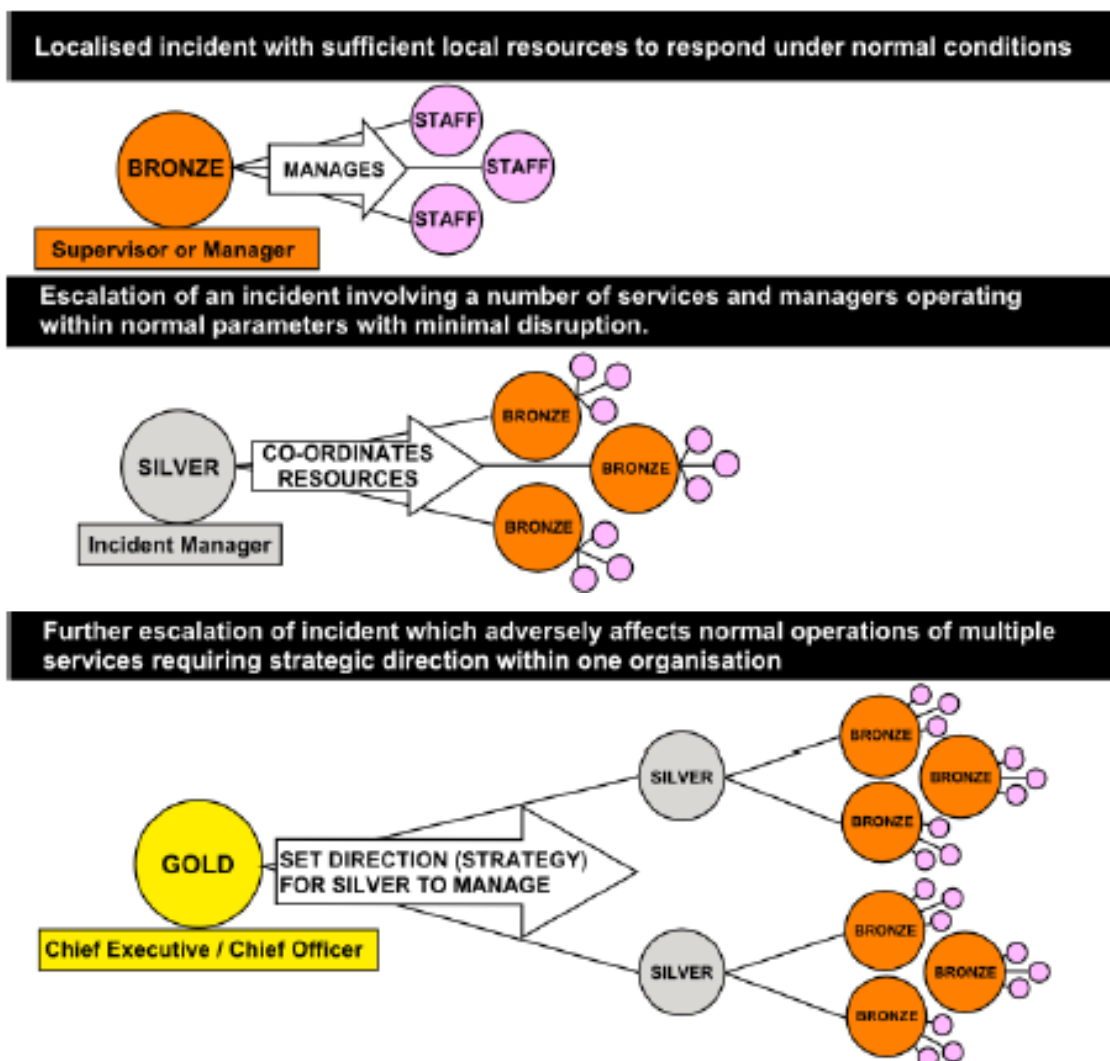 Localised incident with sufficient local resources to respond under normal conditions
STAFF
BRONZE
MANAGES
STAFF
STAFF
Supervisor or Manager
Escalation of an incident involving a number of services and managers operating
within normal parameters with minimal disruption.
BRONZE
SILVER
CO-ORDINATES
RESOURCES
BRONZE
BRONZE
Incident Manager
Further escalation of incident which adversely affects normal operations of multiple
services requiring strategic direction within one organisation
BRONZE
SILVER
BRONZE
BRONZE
GOLD
SET DIRECTION (STRATEGY)
FOR SILVER TO MANAGE
Chief Executive / Chief Officer
BRONZE
SILVER
BRONZE
BRONZE